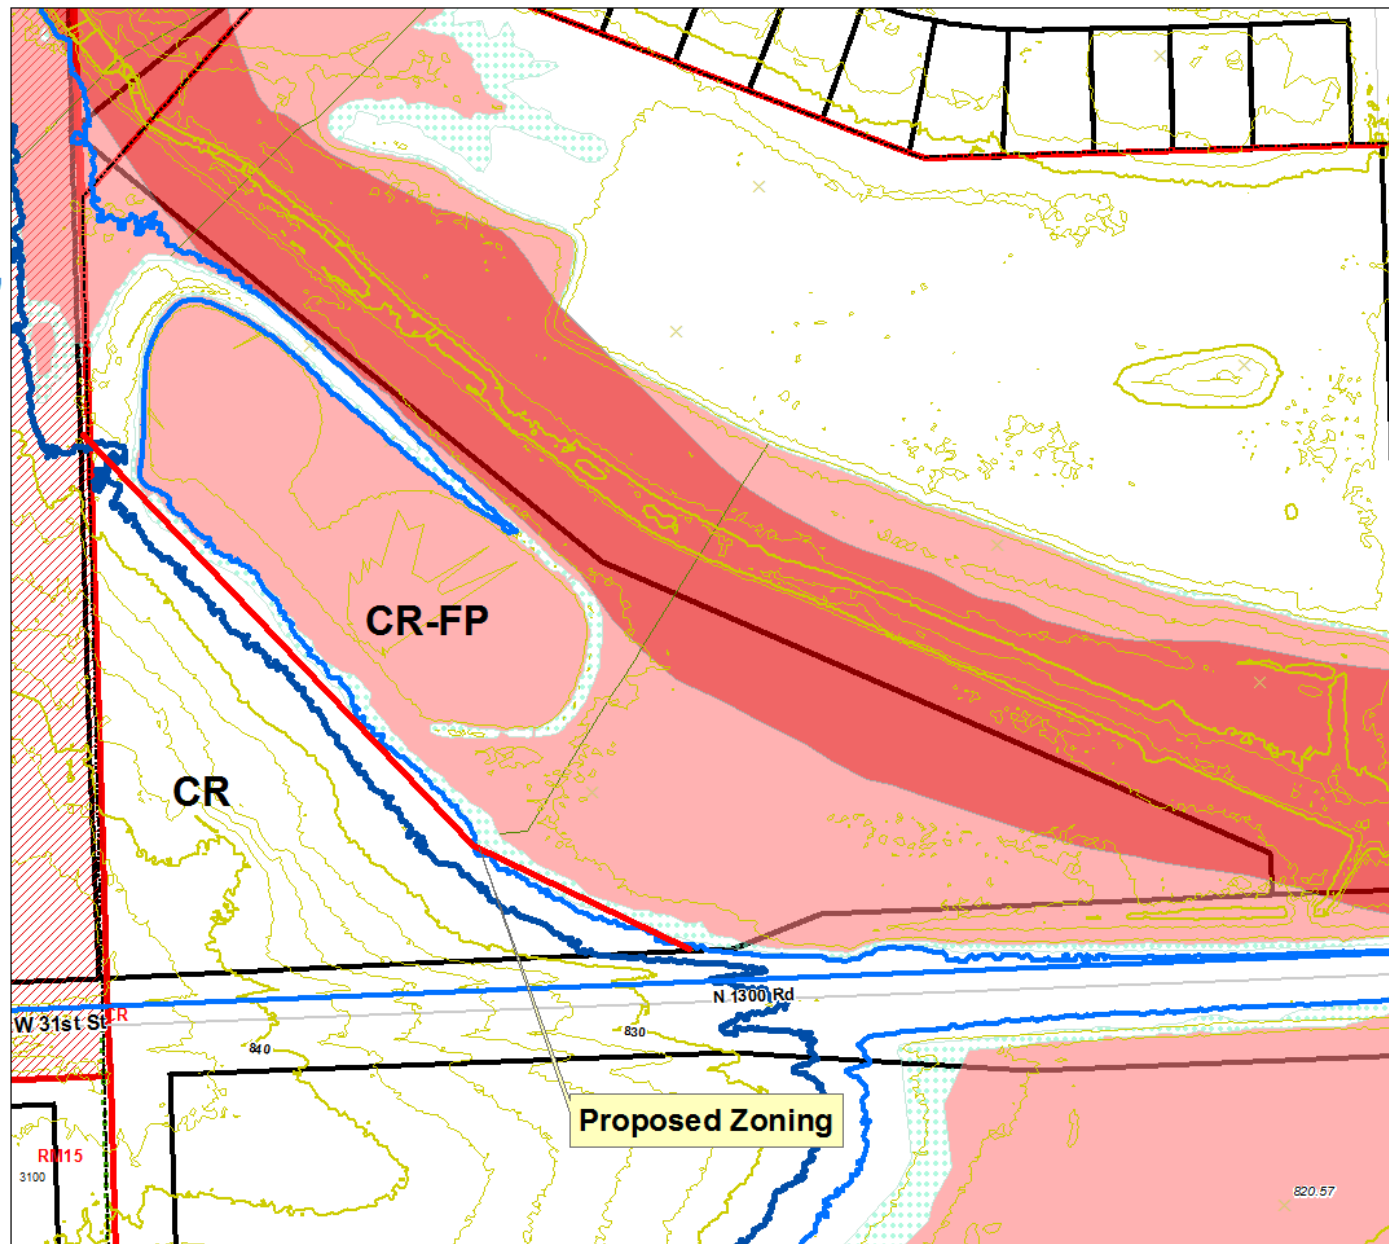 CR-FP
CR
N 1300 Rd
W 31st St
CR
830
840
Proposed Zoning
RM15
3100
820.57